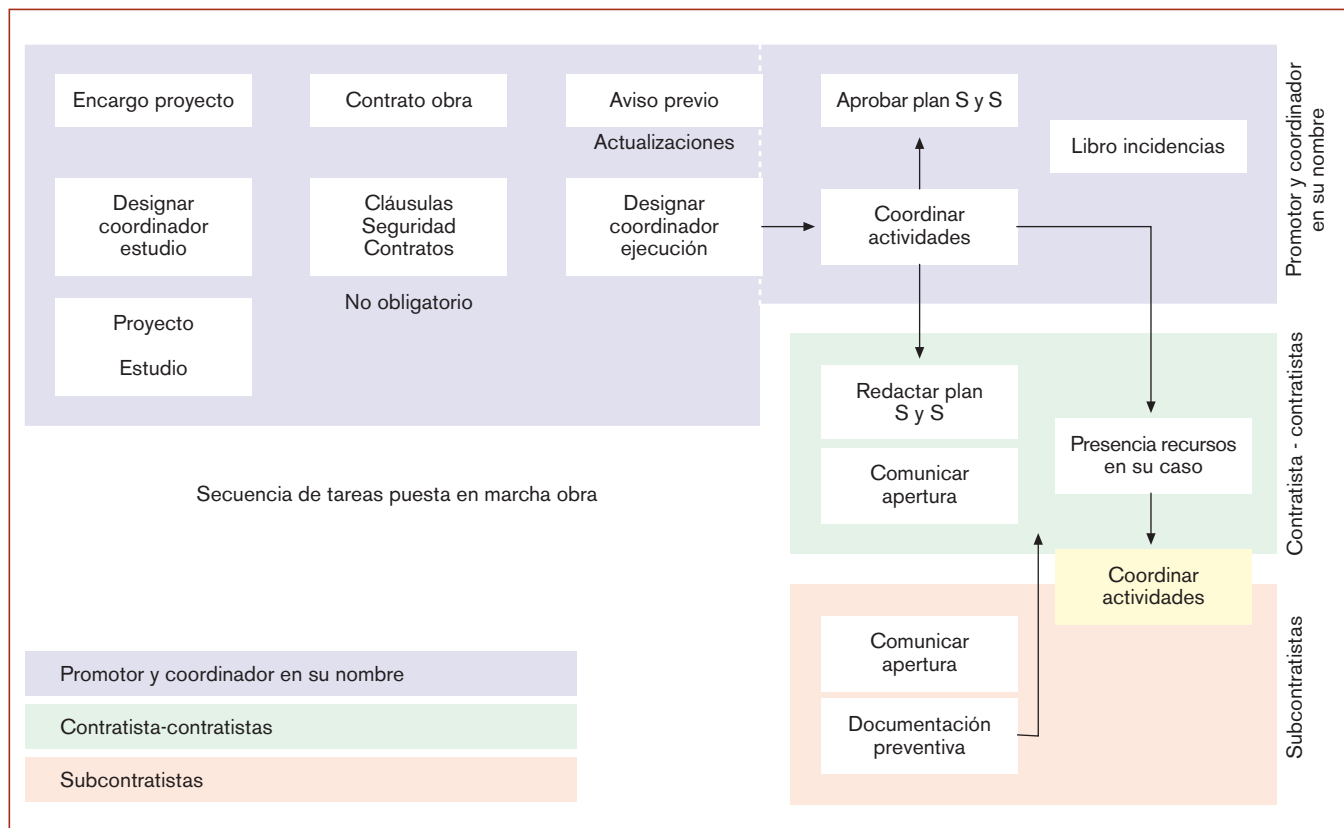 Encargo proyecto
Contrato obra
Aviso previo
Actualizaciones
Aprobar plan S y S
Libro incidencias
Designar
coordinador
estudio
Cláusulas
Seguridad
Contratos
No obligatorio
Designar
coordinador
ejecución
Coordinar
actividades
Proyecto
Estudio
Promotor y coordinador
en su nombre
Redactar plan
S y S
Comunicar
apertura
Presencia recursos
en su caso
Contratista - contratistas
Secuencia de tareas puesta en marcha obra
Coordinar
actividades
Comunicar
apertura
Documentación
preventiva
Subcontratistas
Promotor y coordinador en su nombre
Contratista-contratistas
Subcontratistas